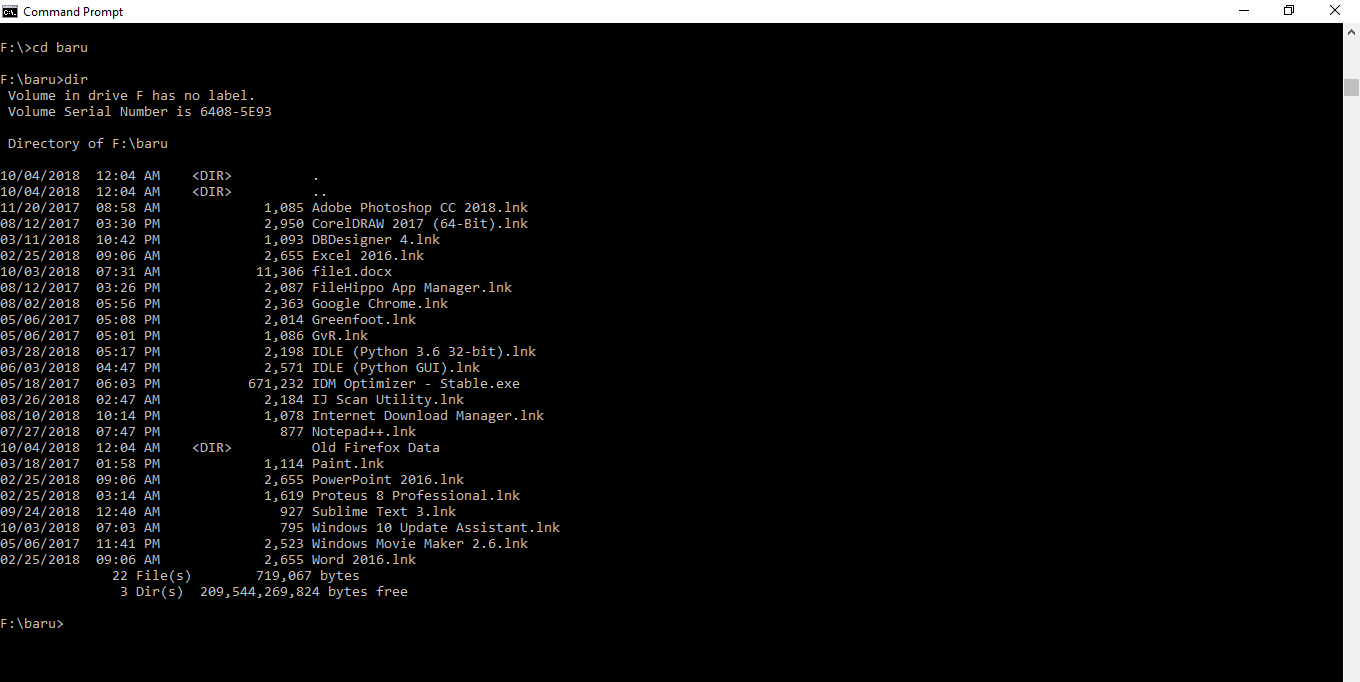 Command Prompt
F:\>cd baru
F:\baru>dir
 Volume in drive F has no label.
 Volume Serial Number is 6408-5E93
 Directory of F:\baru
10/04/2018  12:04 AM    <DIR>          .
10/04/2018  12:04 AM    <DIR>          ..
11/20/2017  08:58 AM             1,085 Adobe Photoshop CC 2018.lnk
08/12/2017  03:30 PM             2,950 CorelDRAW 2017 (64-Bit).lnk
03/11/2018  10:42 PM             1,093 DBDesigner 4.lnk
02/25/2018  09:06 AM             2,655 Excel 2016.lnk
10/03/2018  07:31 AM            11,306 file1.docx
08/12/2017  03:26 PM             2,087 FileHippo App Manager.lnk
08/02/2018  05:56 PM             2,363 Google Chrome.lnk
05/06/2017  05:08 PM             2,014 Greenfoot.lnk
05/06/2017  05:01 PM             1,086 GvR.lnk
03/28/2018  05:17 PM             2,198 IDLE (Python 3.6 32-bit).lnk
06/03/2018  04:47 PM             2,571 IDLE (Python GUI).lnk
05/18/2017  06:03 PM           671,232 IDM Optimizer - Stable.exe
03/26/2018  02:47 AM             2,184 IJ Scan Utility.lnk
08/10/2018  10:14 PM             1,078 Internet Download Manager.lnk
07/27/2018  07:47 PM               877 Notepad++.lnk
10/04/2018  12:04 AM    <DIR>          Old Firefox Data
03/18/2017  01:58 PM             1,114 Paint.lnk
02/25/2018  09:06 AM             2,655 PowerPoint 2016.lnk
02/25/2018  03:14 AM             1,619 Proteus 8 Professional.lnk
09/24/2018  12:40 AM               927 Sublime Text 3.lnk
10/03/2018  07:03 AM               795 Windows 10 Update Assistant.lnk
05/06/2017  11:41 PM             2,523 Windows Movie Maker 2.6.lnk
02/25/2018  09:06 AM             2,655 Word 2016.lnk
              22 File(s)        719,067 bytes
               3 Dir(s)  209,544,269,824 bytes free
F:\baru>